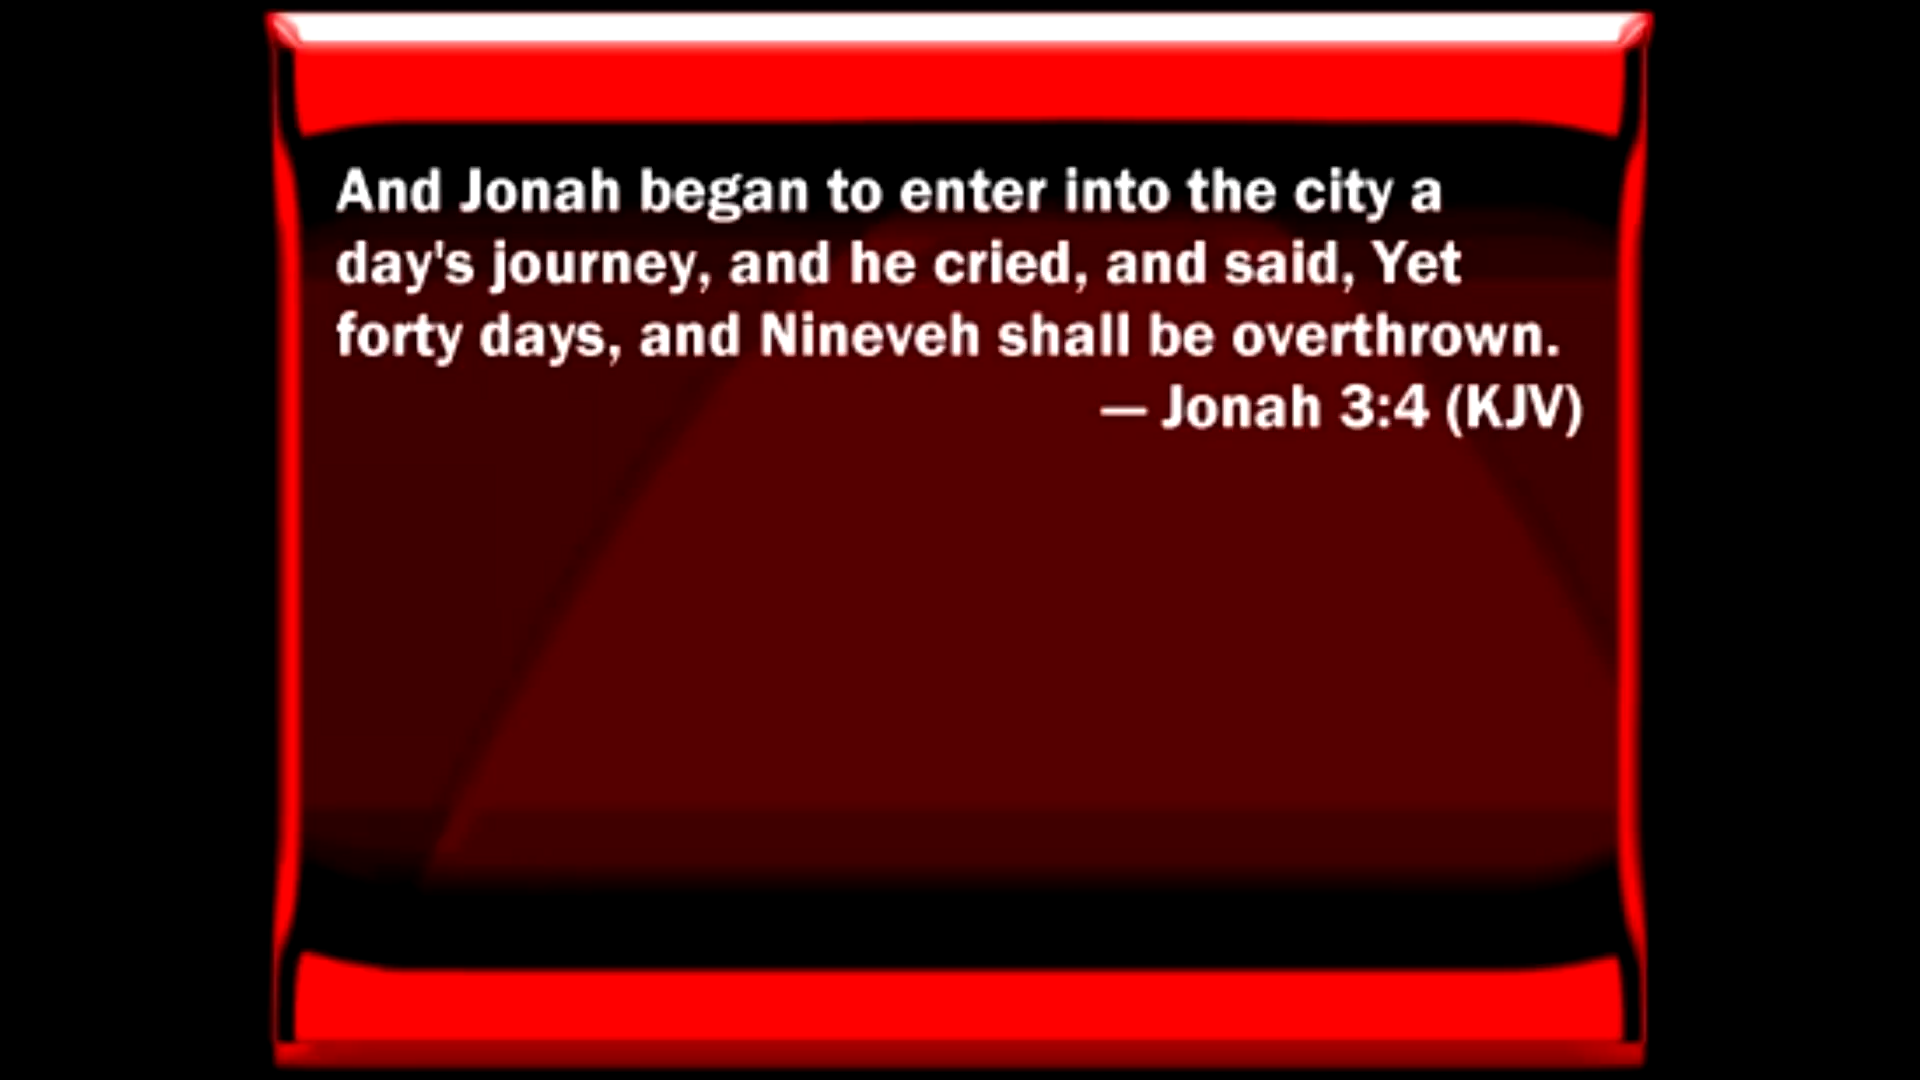 And Jonah began to enter into the city a
day's journey, and he cried, and said, Yet
forty days, and Nineveh shall be overthrown.
— Jonah 3:4 (KJV)